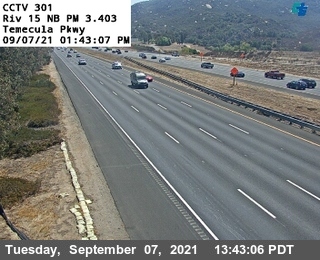 CCTV 301
Riv 15 NB PM 3.403
Temecula Pkwy
09/07/21 01:43:07 PM
Tuesday, September 07, 2021 13:43:06 PDT